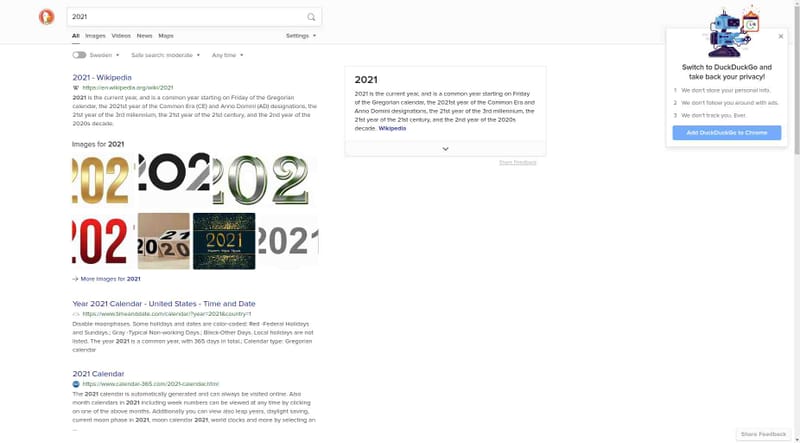 2021
All Images Videos News Maps Settings
Sweden Safe search: moderate Any time
2021 - Wikipedia
https://en.wikipedia.org/wiki/2021
2021 is the current year, and is a common year starting on Friday of the Gregorian
calendar, the 2021st year of the Common Era (CE) and Anno Domini (AD) designations, the
21st year of the 3rd millennium, the 21st year of the 21st century, and the 2nd year of the
2020s decade.
Images for 2021
202
202
202
202
2020 21
2021
2021
More Images for 2021
Year 2021 Calendar - United States - Time and Date
https://www.timeanddate.com/calendar/?year=2021&country=1
Disable moonphases. Some holidays and dates are color-coded: Red -Federal Holidays
and Sundays.; Gray -Typical Non-working Days.; Black-Other Days. Local holidays are not
listed. The year 2021 is a common year, with 365 days in total.; Calendar type: Gregorian
calendar
2021 Calendar
https://www.calendar-365.com/2021-calendar.html
The 2021 calendar is automatically generated and can always be visited online. Also
month calendars in 2021 including week numbers can be viewed at any time by clicking
on one of the above months. Additionally you can view also leap years, daylight saving,
current moon phase in 2021, moon calendar 2021, world clocks and more by selecting an
...
2021
2021 is the current year, and is a common year starting on Friday
of the Gregorian calendar, the 2021st year of the Common Era and
Anno Domini designations, the 21st year of the 3rd millennium, the
21st year of the 21st century, and the 2nd year of the 2020s
decade. Wikipedia
Share Feedback
Switch to DuckDuckGo and
take back your privacy!
1 We don't store your personal info.
2 We don't follow you around with ads.
3 We don't track you. Ever.
Add DuckDuckGo to Chrome
Share Feedback